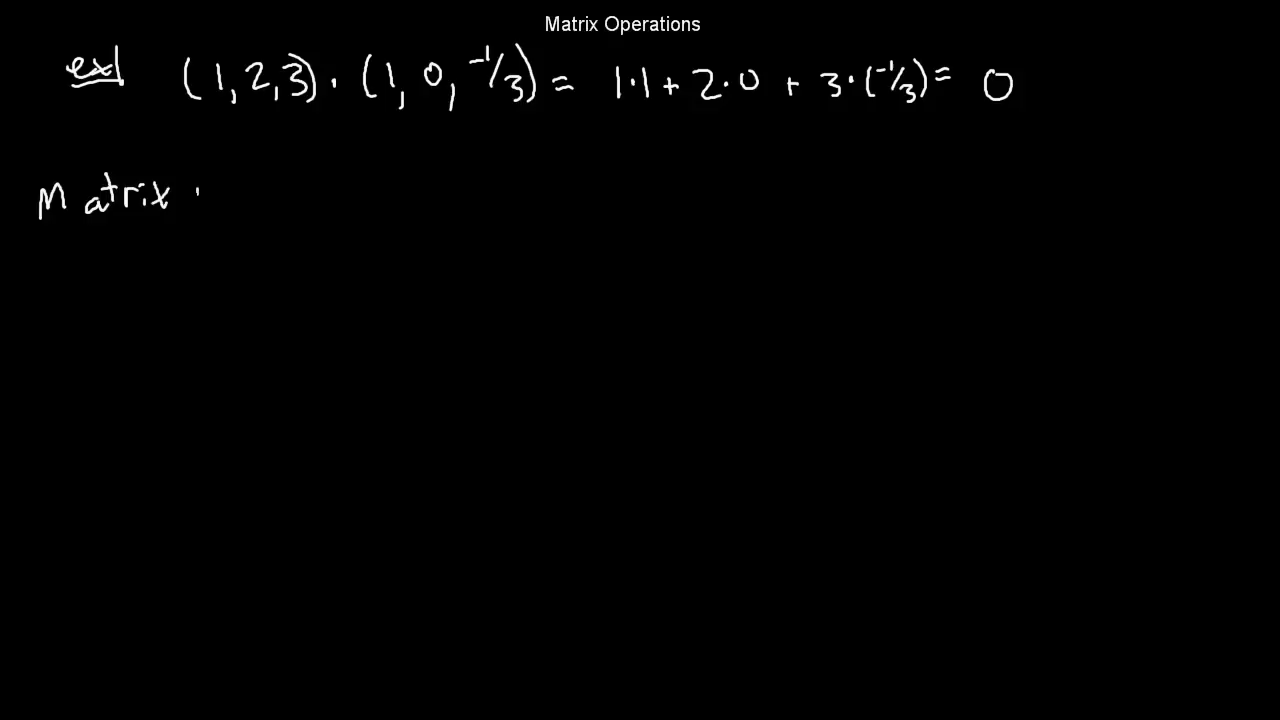 Matrix Operations
ex| (1, 2, 3) · (1, 0, -1/3) = 1·1 + 2·0 + 3·(-1/3) = 0
Matrix